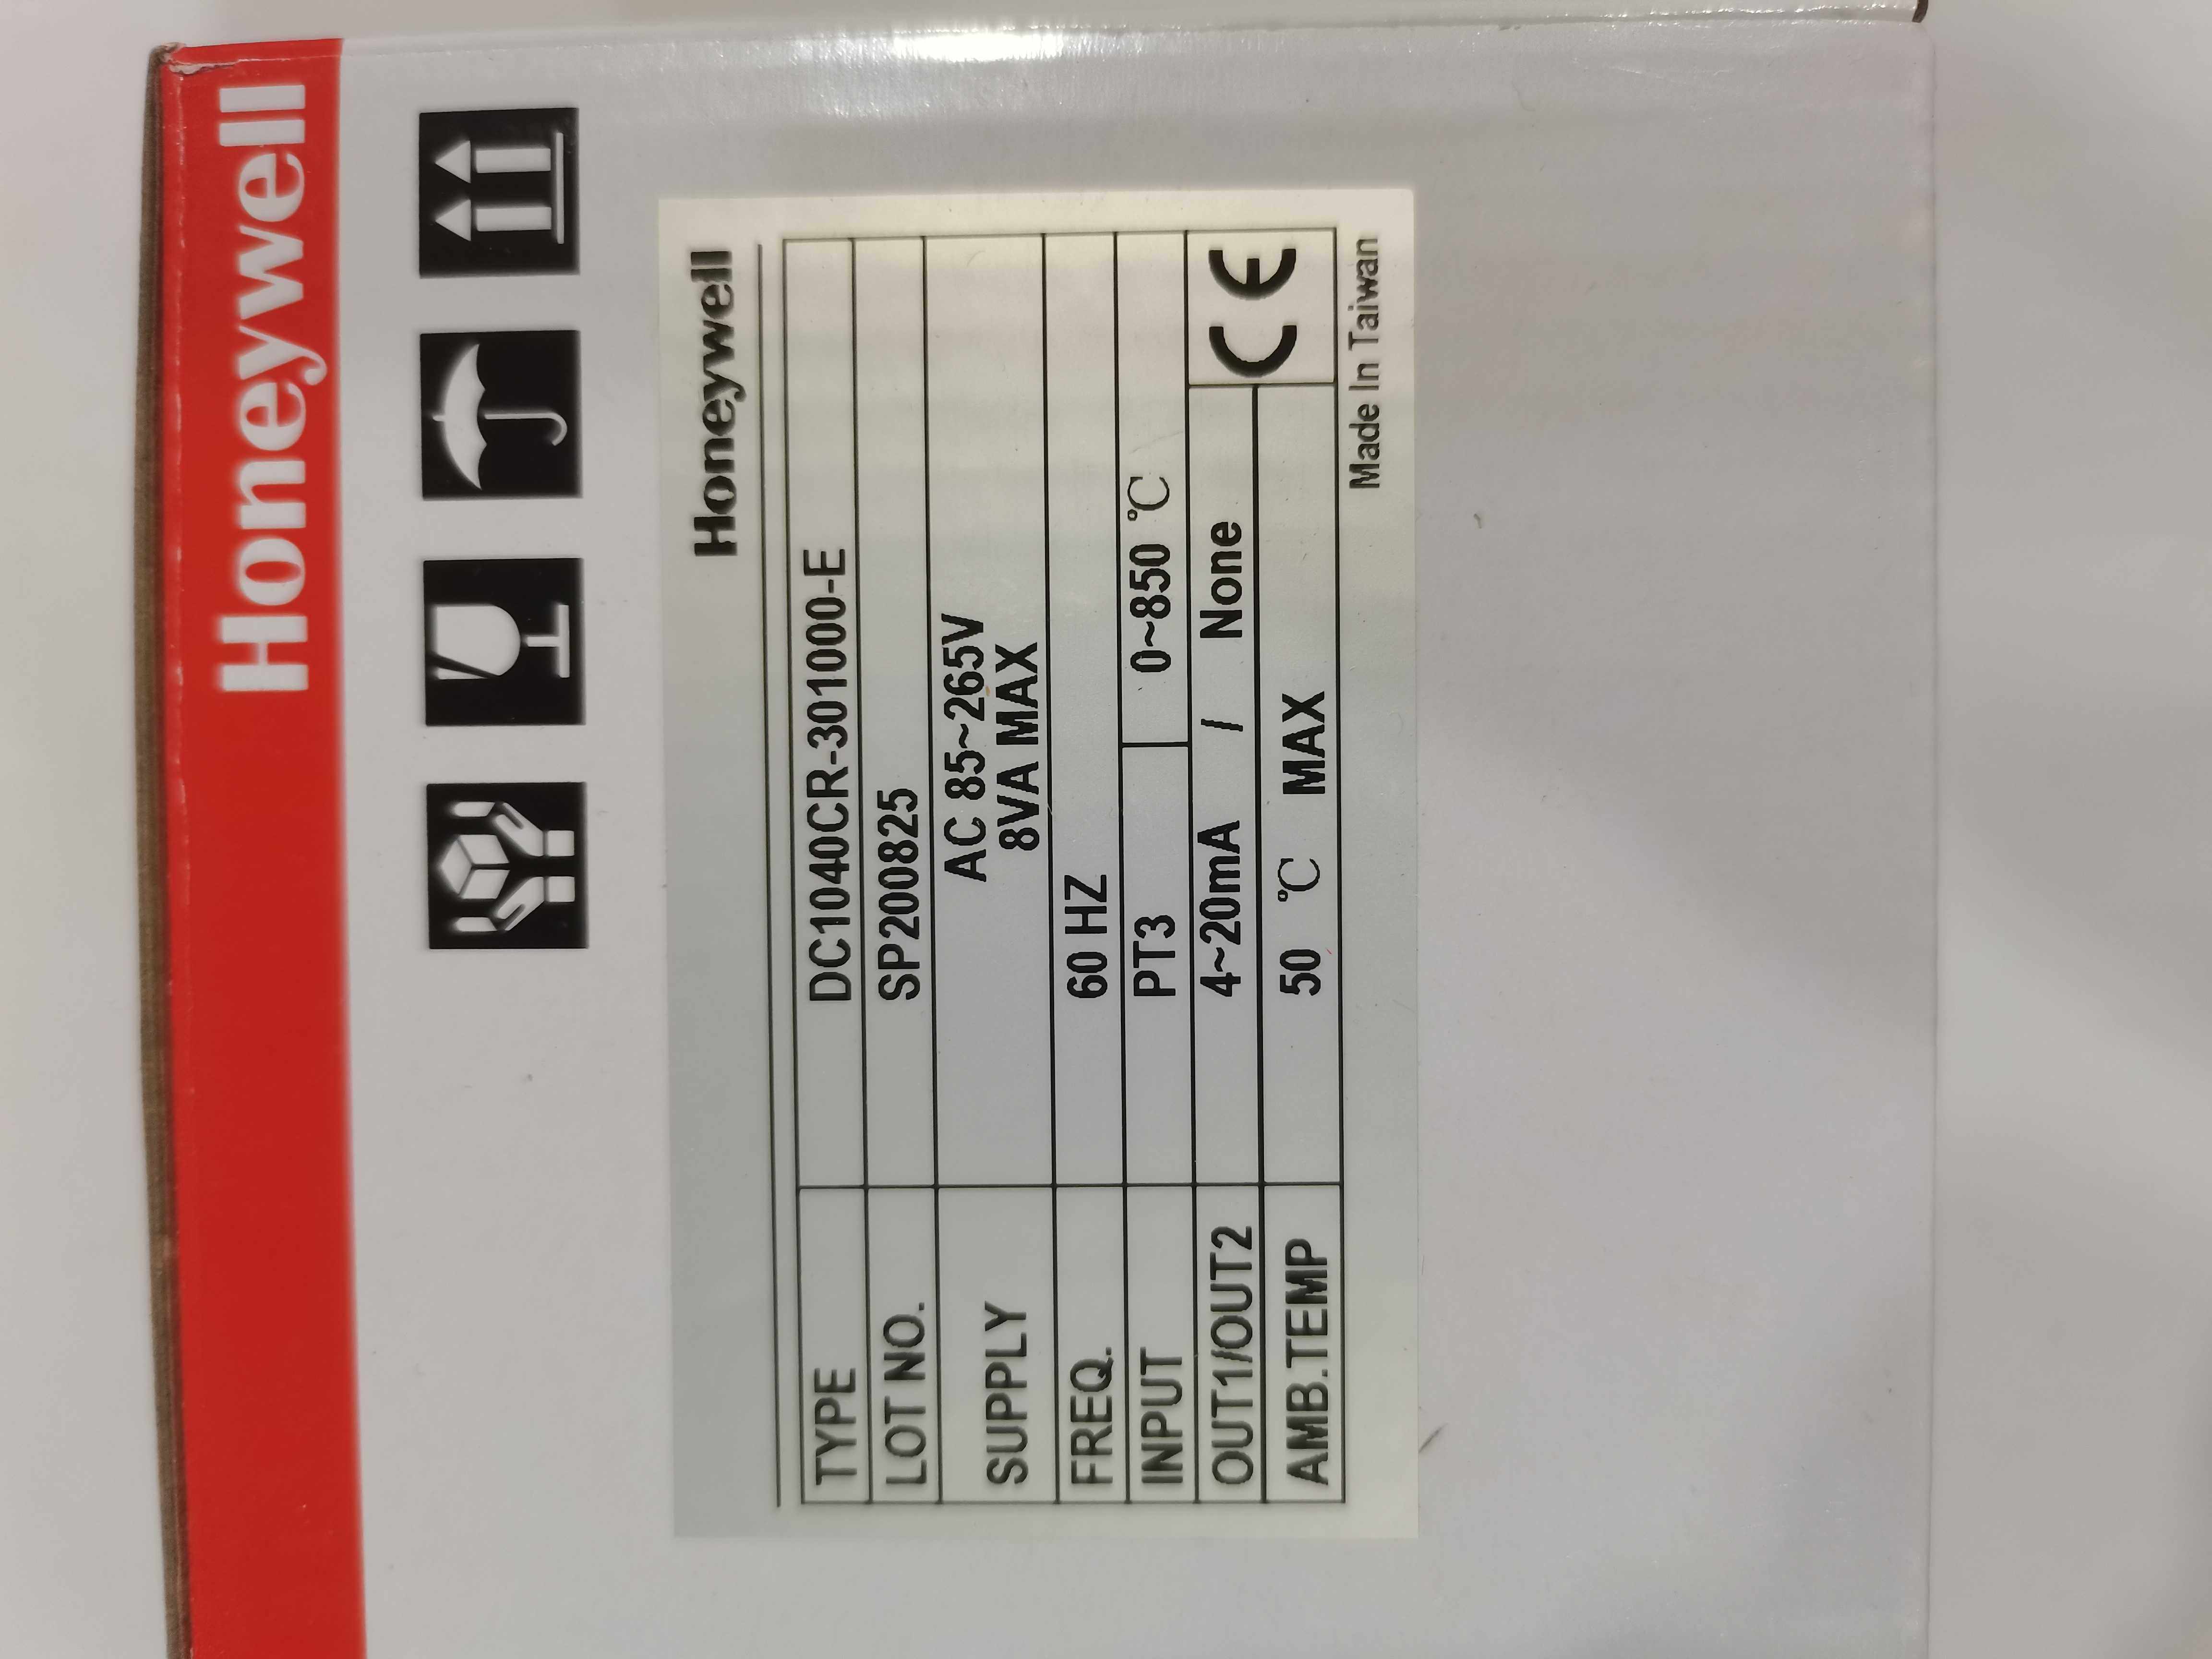 Honeywell
Honeywell
TYPE DC1040CR-301000-E
LOT NO. SP200825
SUPPLY AC 85~265V
8VA MAX
FREQ. 60 HZ
INPUT PT3 0~850 ℃
OUT1/OUT2 4~20mA / None
AMB.TEMP 50 ℃ MAX
CE
Made In Taiwan